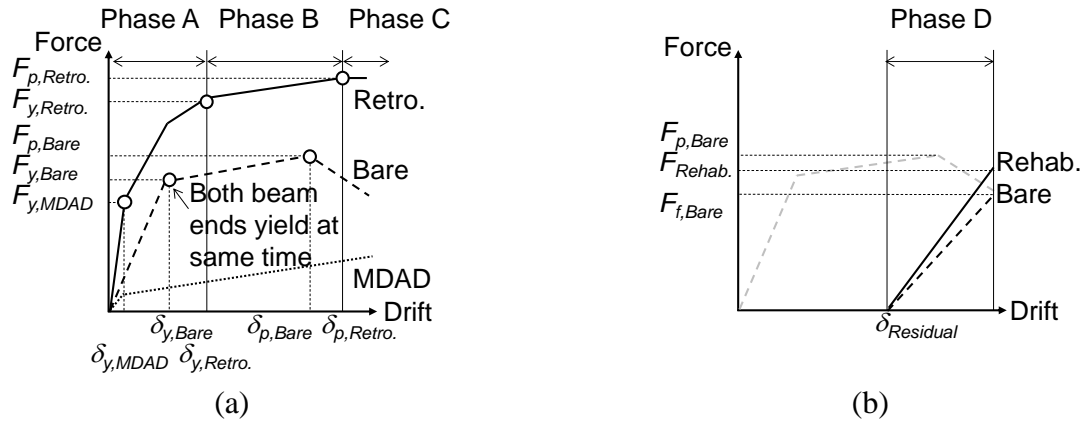 Phase A Phase B Phase C
Force
F_p,Retro.
F_y,Retro.
Retro.
F_p,Bare
F_y,Bare
Bare
F_y,MDAD
Both beam
ends yield at
same time
MDAD
Drift
δ_y,Bare δ_p,Bare δ_p,Retro.
δ_y,MDAD δ_y,Retro.
(a)
Phase D
Force
F_p,Bare
F_Rehab.
Rehab.
F_f,Bare
Bare
Drift
δ_Residual
(b)